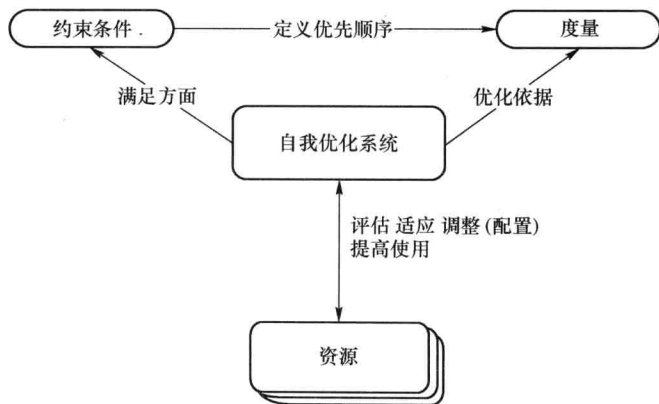 约束条件
定义优先顺序
度量
满足方面
优化依据
自我优化系统
评估 适应 调整(配置)
提高使用
资源